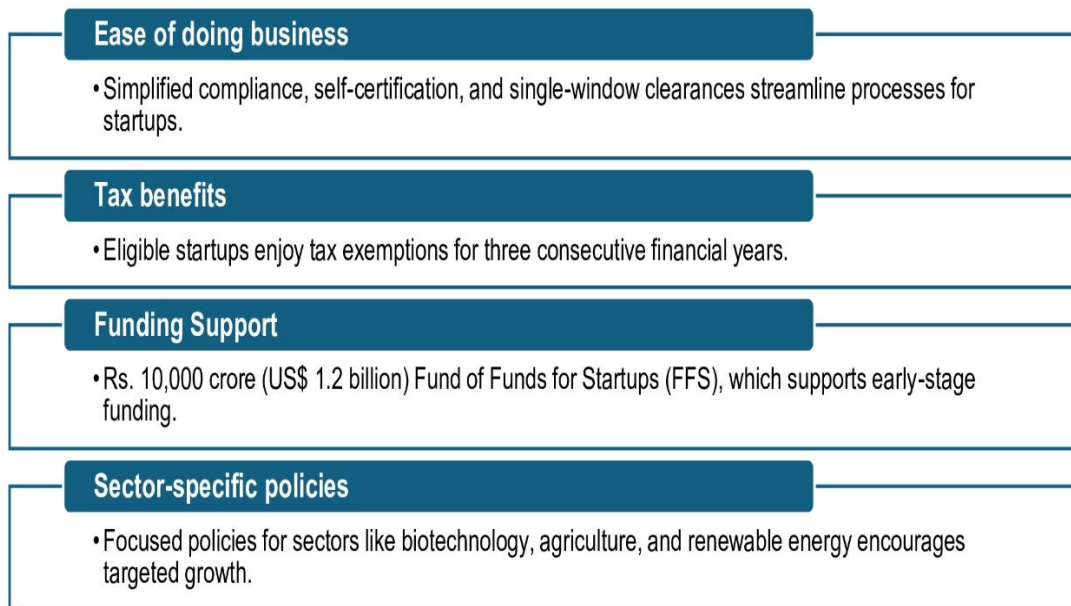 Ease of doing business
• Simplified compliance, self-certification, and single-window clearances streamline processes for
startups.
Tax benefits
• Eligible startups enjoy tax exemptions for three consecutive financial years.
Funding Support
• Rs. 10,000 crore (US$ 1.2 billion) Fund of Funds for Startups (FFS), which supports early-stage
funding.
Sector-specific policies
• Focused policies for sectors like biotechnology, agriculture, and renewable energy encourages
targeted growth.